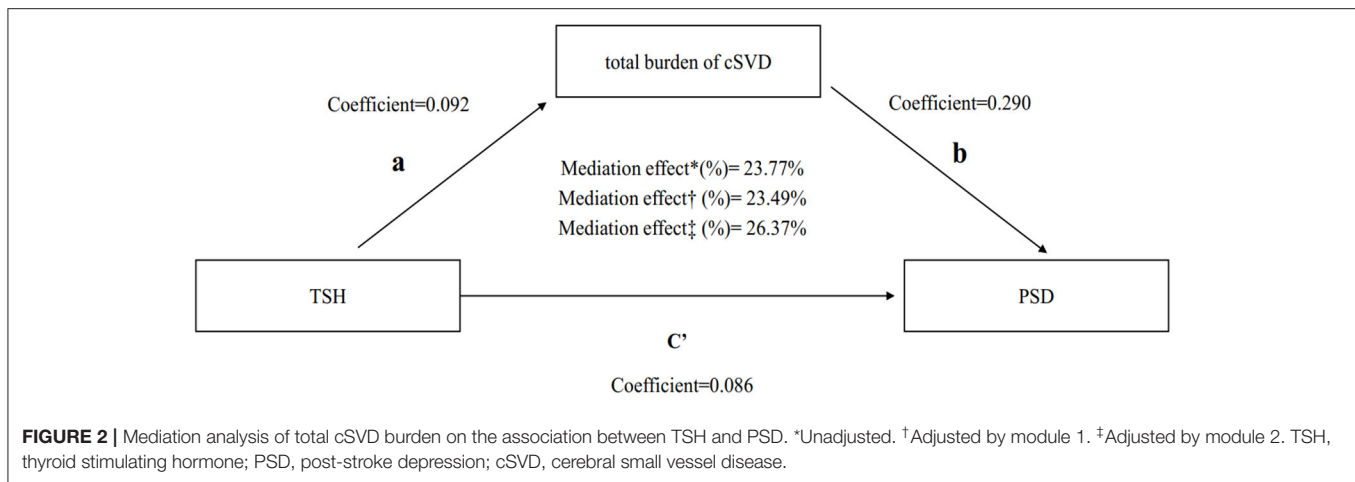 total burden of cSVD
Coefficient=0.092
Coefficient=0.290
a
b
Mediation effect*(%)= 23.77%
Mediation effect† (%)= 23.49%
Mediation effect‡ (%)= 26.37%
TSH
PSD
C’
Coefficient=0.086
FIGURE 2 | Mediation analysis of total cSVD burden on the association between TSH and PSD. *Unadjusted. †Adjusted by module 1. ‡Adjusted by module 2. TSH,
thyroid stimulating hormone; PSD, post-stroke depression; cSVD, cerebral small vessel disease.